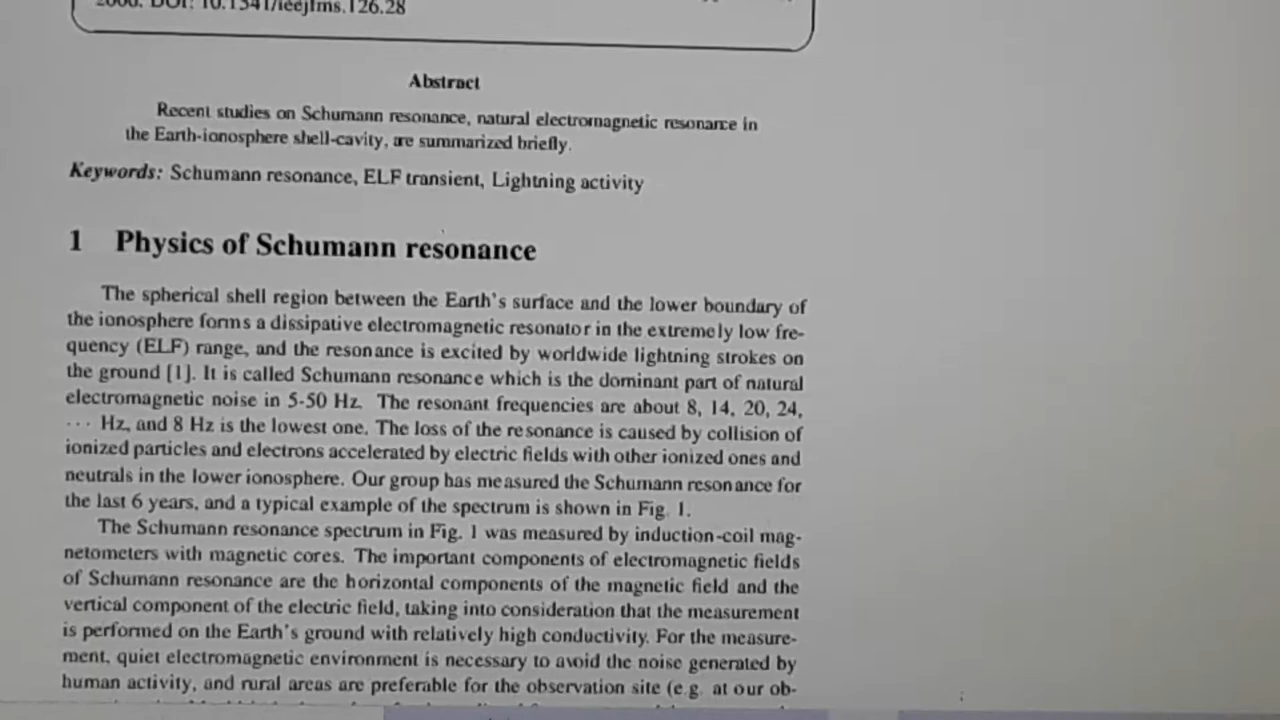 2006. DOI: 10.1541/ieejfms.126.28
Abstract
Recent studies on Schumann resonance, natural electromagnetic resonance in
the Earth-ionosphere shell-cavity, are summarized briefly.
Keywords: Schumann resonance, ELF transient, Lightning activity
1 Physics of Schumann resonance
The spherical shell region between the Earth's surface and the lower boundary of
the ionosphere forms a dissipative electromagnetic resonator in the extremely low fre-
quency (ELF) range, and the resonance is excited by worldwide lightning strokes on
the ground [1]. It is called Schumann resonance which is the dominant part of natural
electromagnetic noise in 5-50 Hz. The resonant frequencies are about 8, 14, 20, 24,
··· Hz, and 8 Hz is the lowest one. The loss of the resonance is caused by collision of
ionized particles and electrons accelerated by electric fields with other ionized ones and
neutrals in the lower ionosphere. Our group has measured the Schumann resonance for
the last 6 years, and a typical example of the spectrum is shown in Fig. 1.
The Schumann resonance spectrum in Fig. 1 was measured by induction-coil mag-
netometers with magnetic cores. The important components of electromagnetic fields
of Schumann resonance are the horizontal components of the magnetic field and the
vertical component of the electric field, taking into consideration that the measurement
is performed on the Earth's ground with relatively high conductivity. For the measure-
ment, quiet electromagnetic environment is necessary to avoid the noise generated by
human activity, and rural areas are preferable for the observation site (e.g. at our ob-